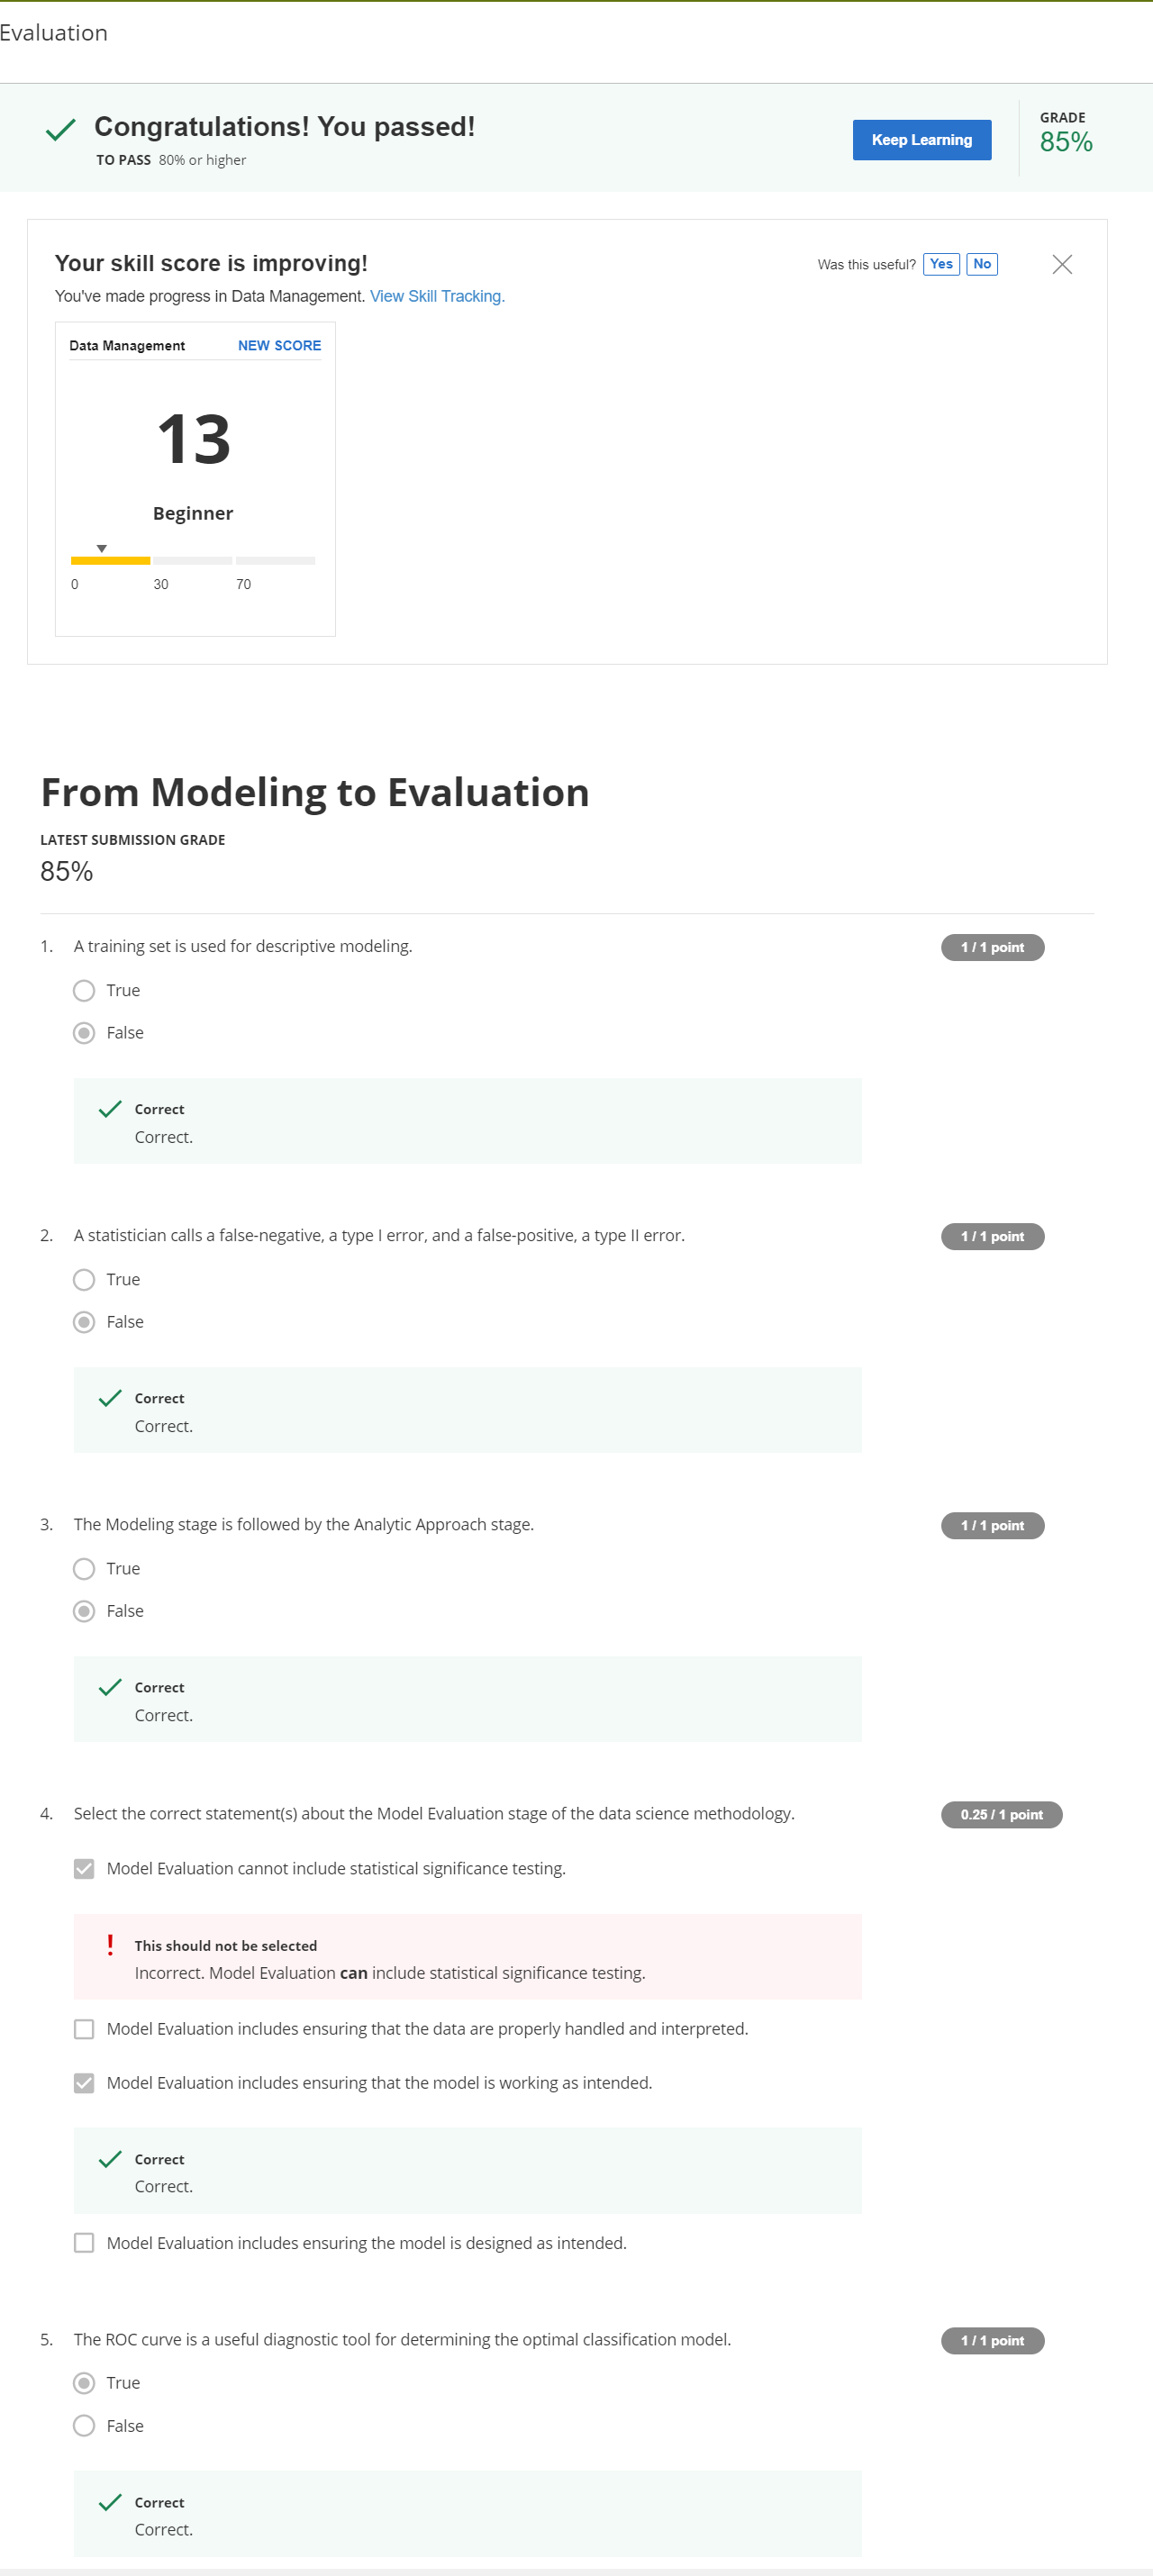 Evaluation
Congratulations! You passed!
TO PASS 80% or higher
Keep Learning
GRADE
85%
Your skill score is improving!
Was this useful? Yes No
You've made progress in Data Management. View Skill Tracking.
Data Management NEW SCORE
13
Beginner
0 30 70
From Modeling to Evaluation
LATEST SUBMISSION GRADE
85%
1. A training set is used for descriptive modeling. 1 / 1 point
True
False
Correct
Correct.
2. A statistician calls a false-negative, a type I error, and a false-positive, a type II error. 1 / 1 point
True
False
Correct
Correct.
3. The Modeling stage is followed by the Analytic Approach stage. 1 / 1 point
True
False
Correct
Correct.
4. Select the correct statement(s) about the Model Evaluation stage of the data science methodology. 0.25 / 1 point
Model Evaluation cannot include statistical significance testing.
! This should not be selected
Incorrect. Model Evaluation can include statistical significance testing.
Model Evaluation includes ensuring that the data are properly handled and interpreted.
Model Evaluation includes ensuring that the model is working as intended.
Correct
Correct.
Model Evaluation includes ensuring the model is designed as intended.
5. The ROC curve is a useful diagnostic tool for determining the optimal classification model. 1 / 1 point
True
False
Correct
Correct.